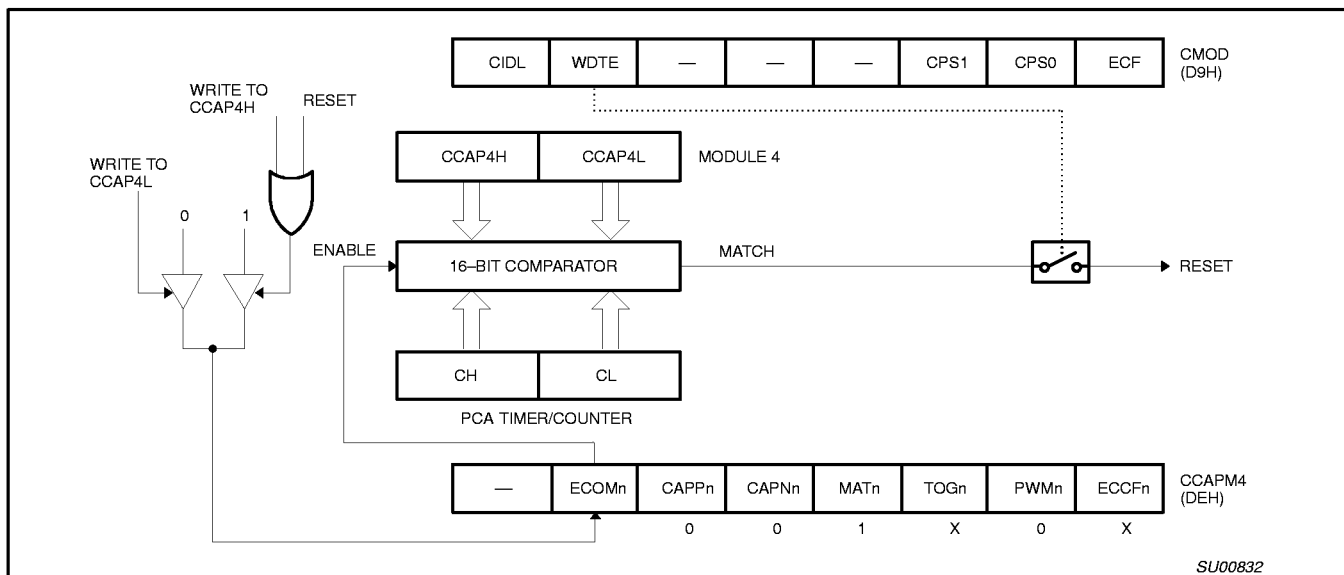 CIDL WDTE — — — CPS1 CPS0 ECF
CMOD
(D9H)
WRITE TO
CCAP4H
RESET
WRITE TO
CCAP4L
0 1
CCAP4H CCAP4L
MODULE 4
ENABLE
16–BIT COMPARATOR
MATCH
RESET
CH CL
PCA TIMER/COUNTER
— ECOMn CAPPn CAPNn MATn TOGn PWMn ECCFn
CCAPM4
(DEH)
0 0 1 X 0 X
SU00832